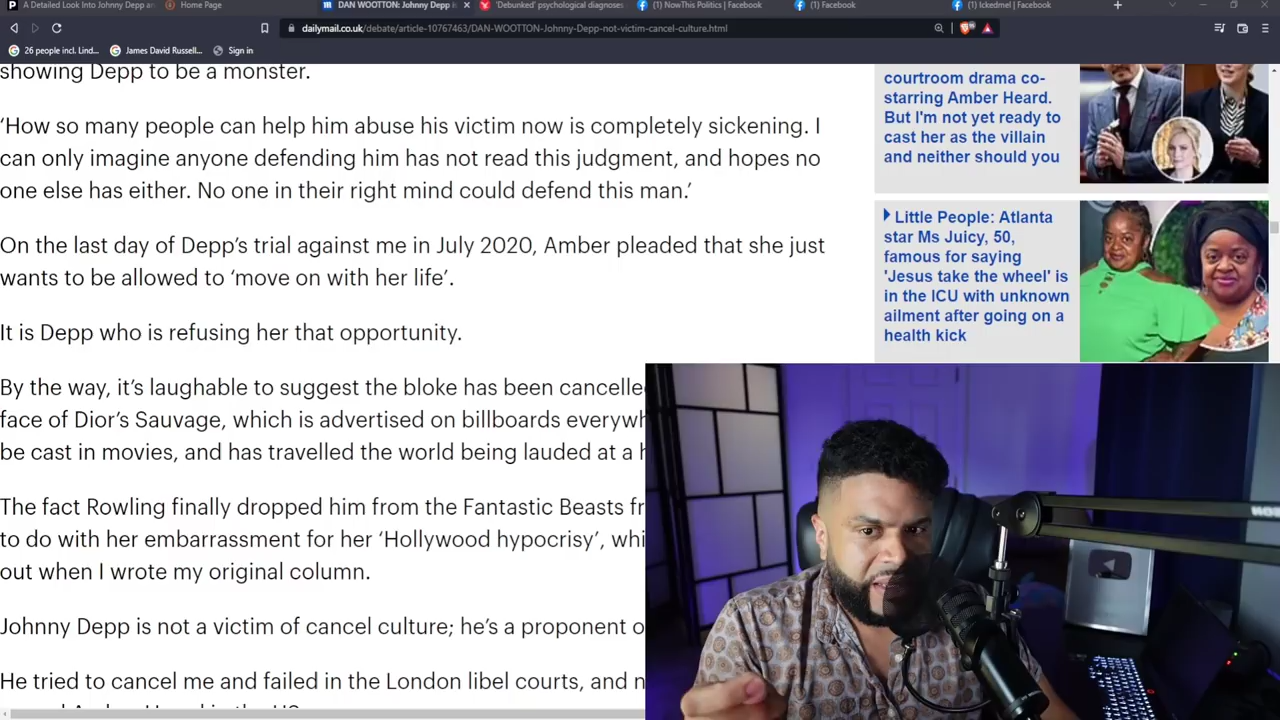 A Detailed Look Into Johnny Depp an
Home Page
DAN WOOTTON: Johnny Depp is
'Debunked' psychological diagnoses
(1) NowThis Politics | Facebook
(1) Facebook
(1) Ickedmel | Facebook
dailymail.co.uk/debate/article-10767463/DAN-WOOTTON-Johnny-Depp-not-victim-cancel-culture.html
26 people incl. Lind...
James David Russell...
Sign in
showing Depp to be a monster.
'How so many people can help him abuse his victim now is completely sickening. I
can only imagine anyone defending him has not read this judgment, and hopes no
one else has either. No one in their right mind could defend this man.'
On the last day of Depp's trial against me in July 2020, Amber pleaded that she just
wants to be allowed to 'move on with her life'.
It is Depp who is refusing her that opportunity.
By the way, it's laughable to suggest the bloke has been cancelle
face of Dior's Sauvage, which is advertised on billboards everywh
be cast in movies, and has travelled the world being lauded at a h
The fact Rowling finally dropped him from the Fantastic Beasts fr
to do with her embarrassment for her 'Hollywood hypocrisy', whi
out when I wrote my original column.
Johnny Depp is not a victim of cancel culture; he's a proponent o
He tried to cancel me and failed in the London libel courts, and n
courtroom drama co-
starring Amber Heard.
But I'm not yet ready to
cast her as the villain
and neither should you
Little People: Atlanta
star Ms Juicy, 50,
famous for saying
'Jesus take the wheel' is
in the ICU with unknown
ailment after going on a
health kick